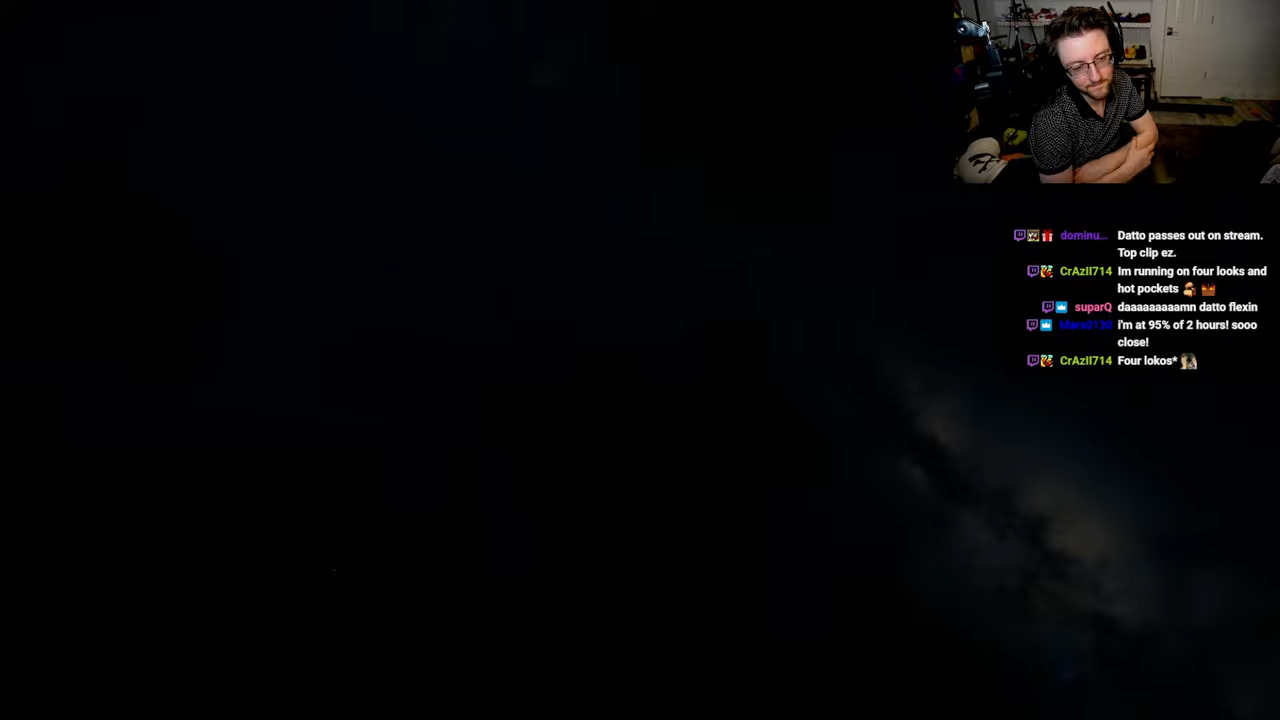 dominu... Datto passes out on stream.
Top clip ez.
CrAzII714 Im running on four looks and
hot pockets
suparQ daaaaaaaamn datto flexin
i'm at 95% of 2 hours! sooo
close!
CrAzII714 Four lokos*